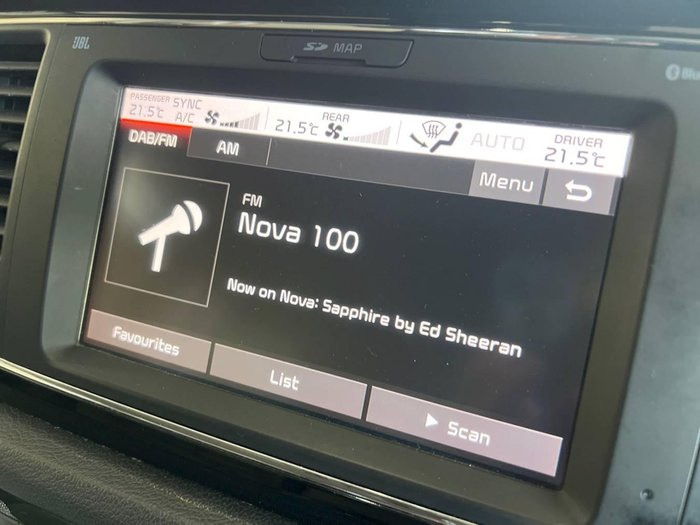 JBL
SD MAP
PASSENGER SYNC
21.5°C A/C
21.5°C REAR
AUTO
DRIVER
21.5°C
DAB/FM
AM
Menu
FM
Nova 100
Now on Nova: Sapphire by Ed Sheeran
Favourites
List
Scan